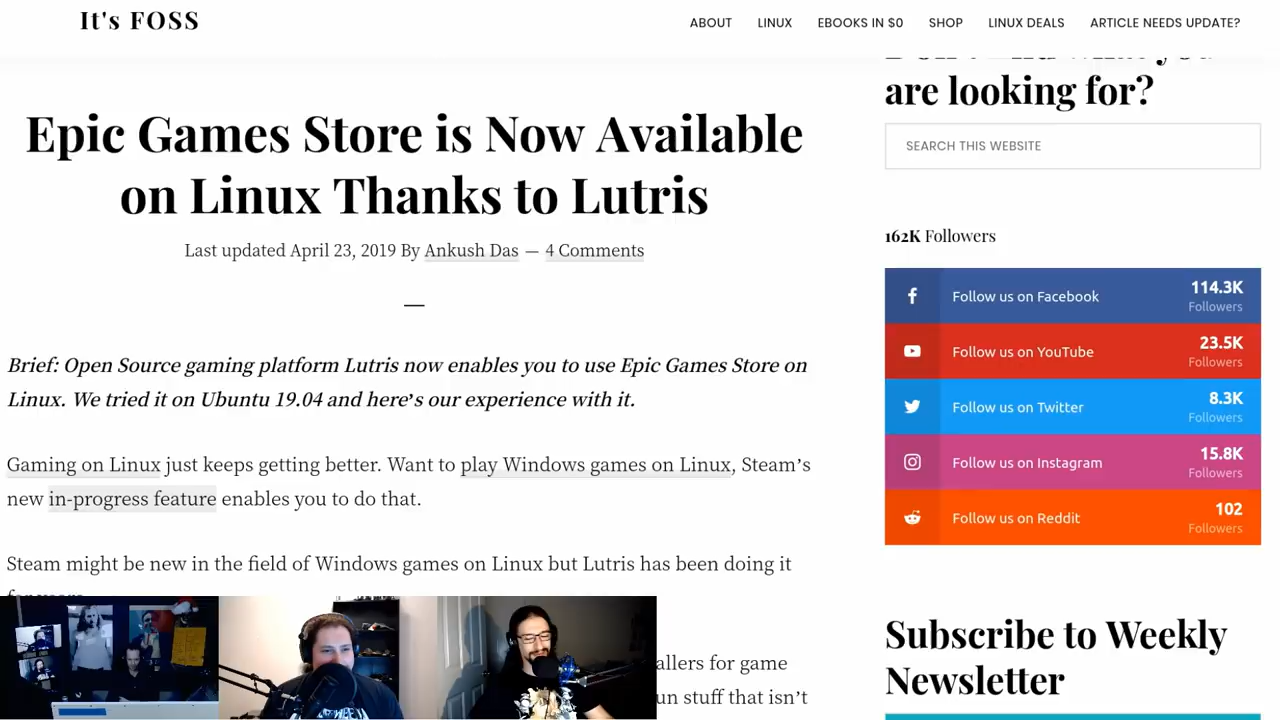 It's FOSS
ABOUT LINUX EBOOKS IN $0 SHOP LINUX DEALS ARTICLE NEEDS UPDATE?
Epic Games Store is Now Available
on Linux Thanks to Lutris
Last updated April 23, 2019 By Ankush Das — 4 Comments
Brief: Open Source gaming platform Lutris now enables you to use Epic Games Store on
Linux. We tried it on Ubuntu 19.04 and here's our experience with it.
Gaming on Linux just keeps getting better. Want to play Windows games on Linux, Steam's
new in-progress feature enables you to do that.
Steam might be new in the field of Windows games on Linux but Lutris has been doing it
allers for game
un stuff that isn't
are looking for?
SEARCH THIS WEBSITE
162K Followers
Follow us on Facebook 114.3K Followers
Follow us on YouTube 23.5K Followers
Follow us on Twitter 8.3K Followers
Follow us on Instagram 15.8K Followers
Follow us on Reddit 102 Followers
Subscribe to Weekly
Newsletter